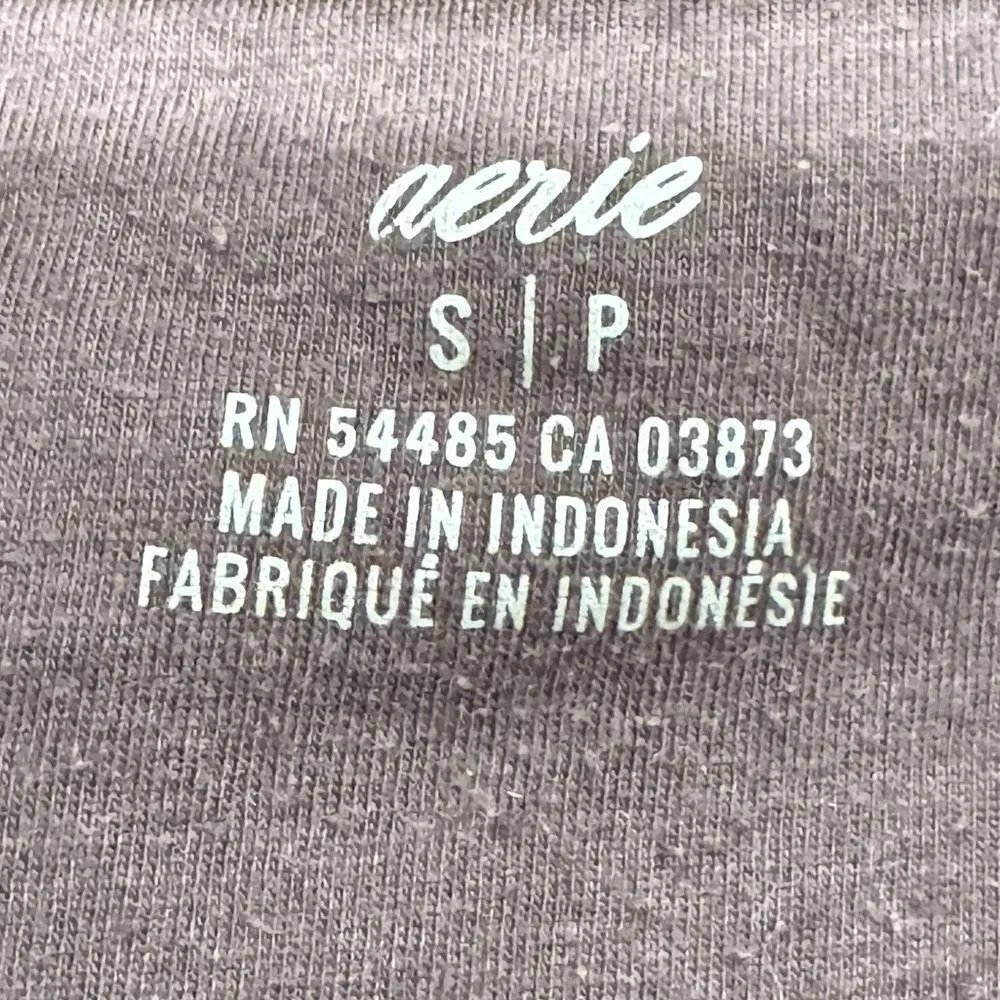 aerie
S | P
RN 54485 CA 03873
MADE IN INDONESIA
FABRIQUÉ EN INDONÉSIE